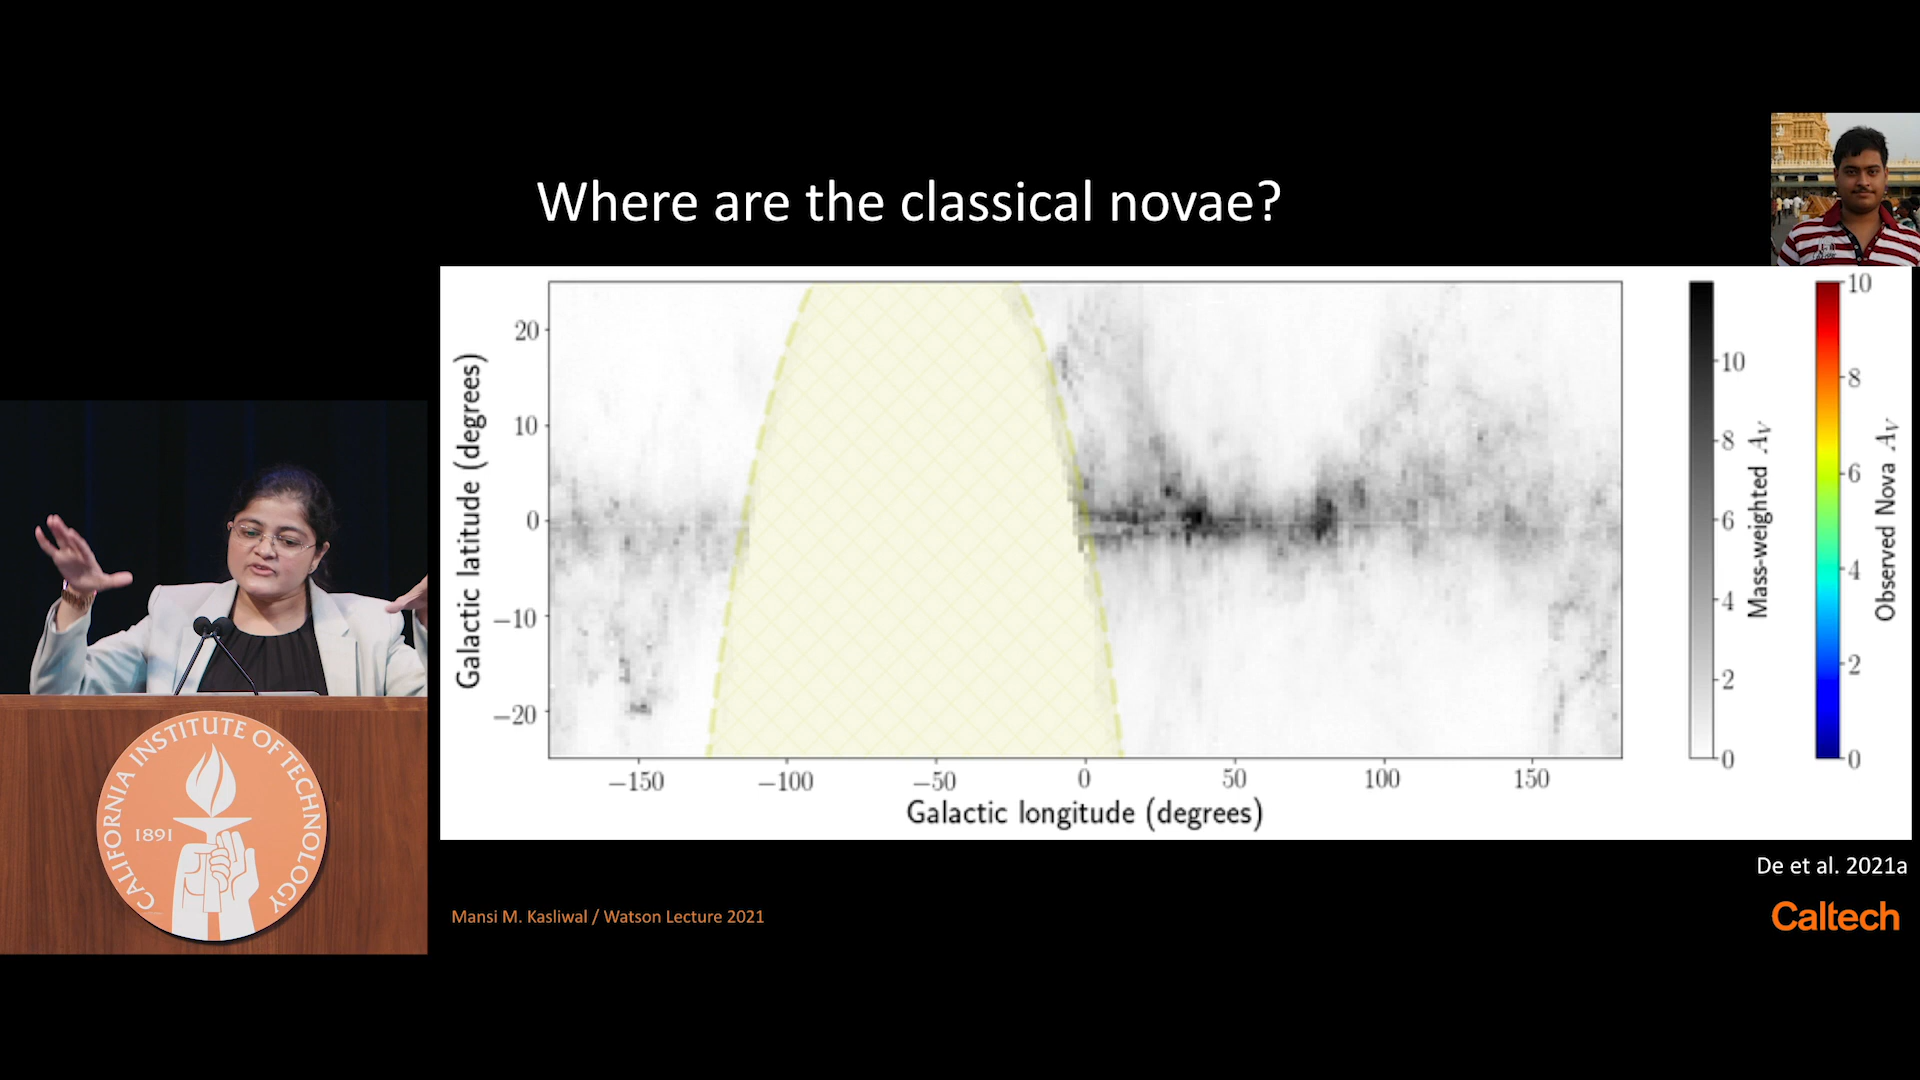 Where are the classical novae?
20
10
0
−10
−20
Galactic latitude (degrees)
−150
−100
−50
0
50
100
150
Galactic longitude (degrees)
10
8
6
4
2
0
Mass-weighted AV
10
8
6
4
2
0
Observed Nova AV
De et al. 2021a
Mansi M. Kasliwal / Watson Lecture 2021
Caltech
CALIFORNIA INSTITUTE OF TECHNOLOGY
1891